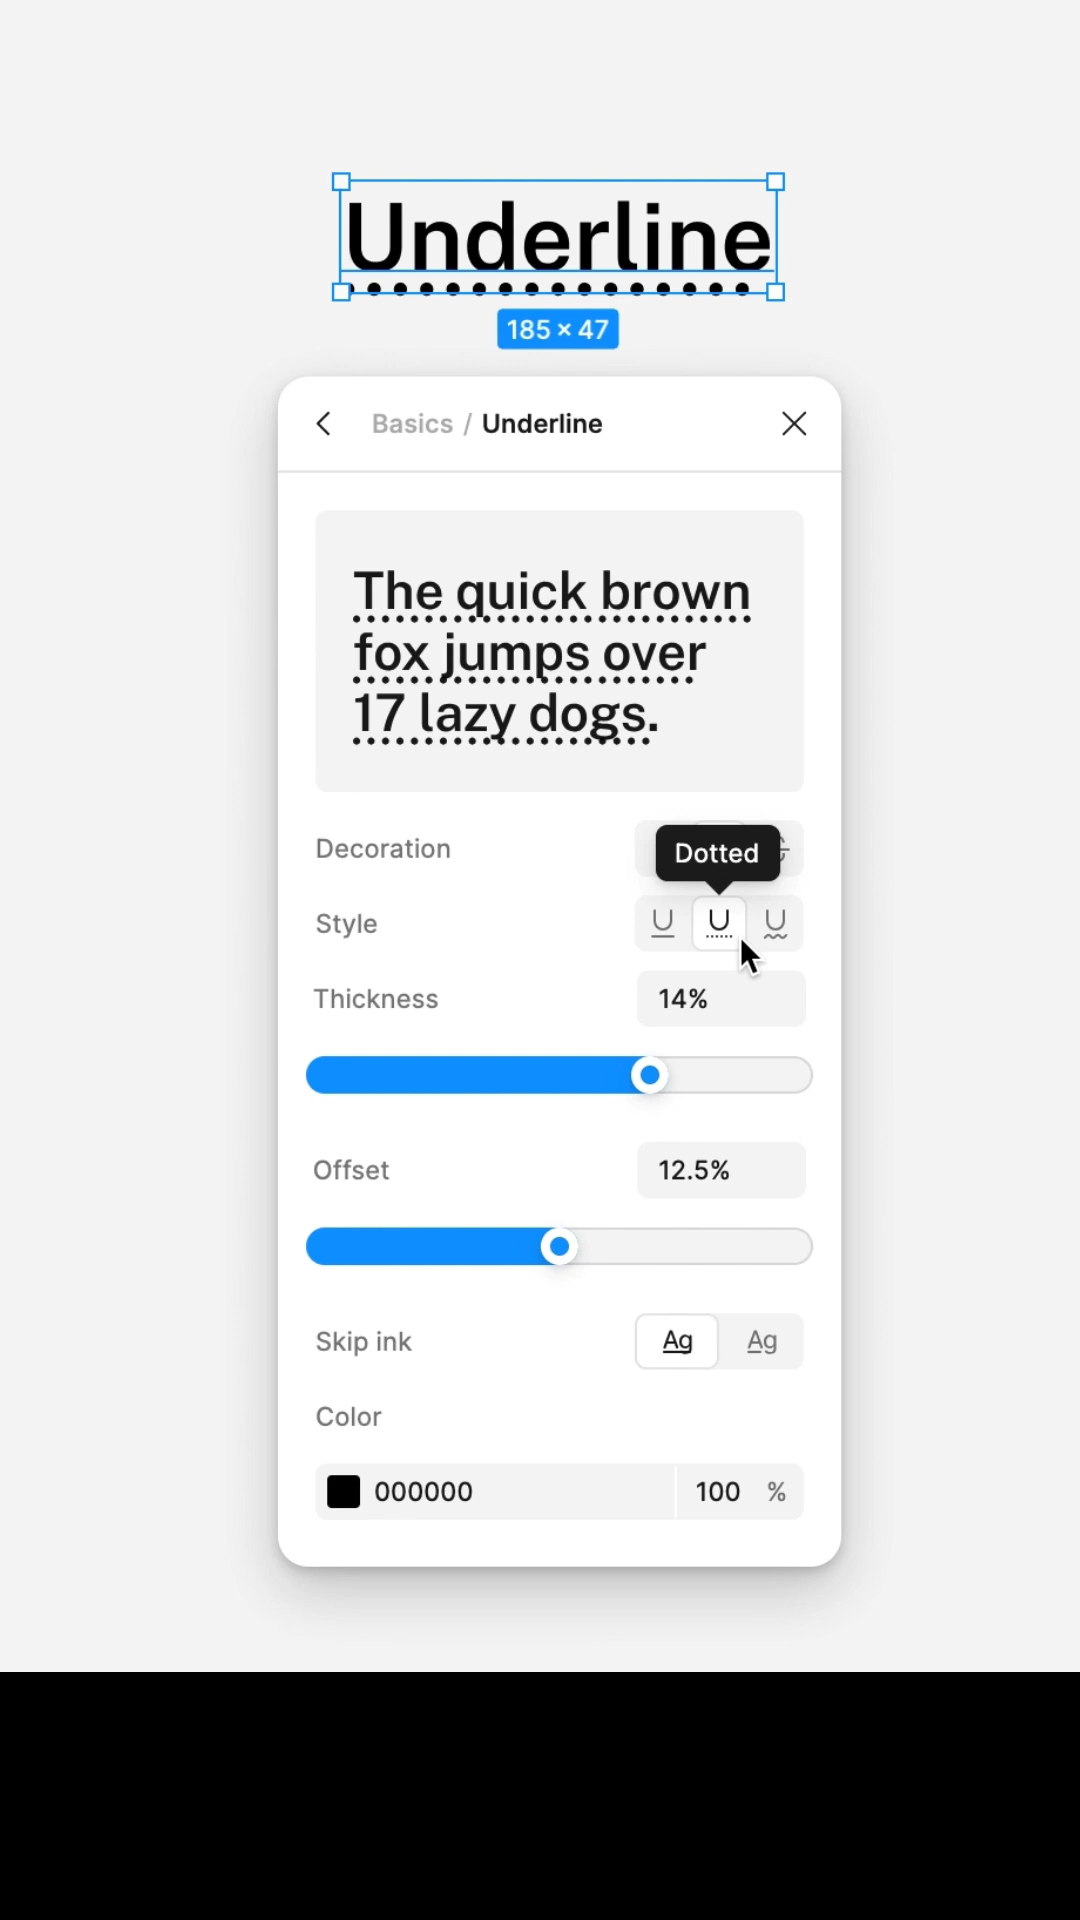 Underline
185 × 47
Basics / Underline
The quick brown
fox jumps over
17 lazy dogs.
Decoration
Dotted
Style
U U U
Thickness
14%
Offset
12.5%
Skip ink
Ag Ag
Color
000000 100 %